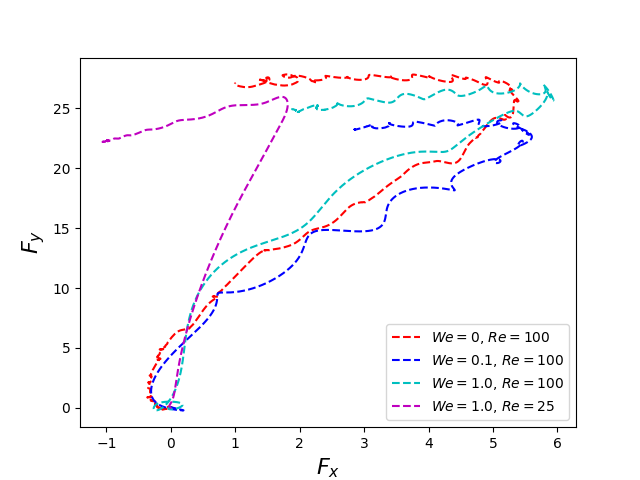 25
20
15
10
5
0
−1
0
1
2
3
4
5
6
F_y
F_x
We = 0, Re = 100
We = 0.1, Re = 100
We = 1.0, Re = 100
We = 1.0, Re = 25